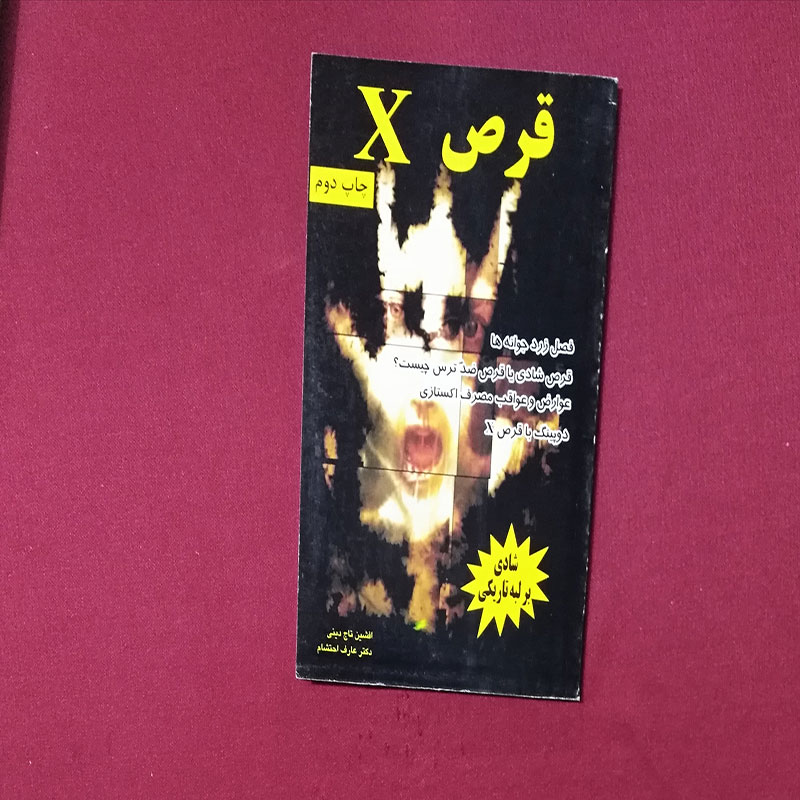 قرص X
چاپ دوم
فصل زرد جوانه ها
قرص شادی یا قرص ضدّ ترس چیست؟
عوارض و عواقب مصرف اکستازی
دوپینگ با قرص X
شادی
بر لبه تاریکی
افشین تاج دینی
دکتر عارف احتشام